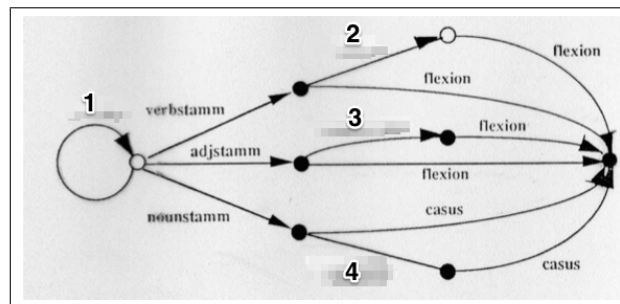 2
flexion
1
verbstamm
flexion
3
flexion
adjstamm
flexion
nounstamm
casus
4
casus